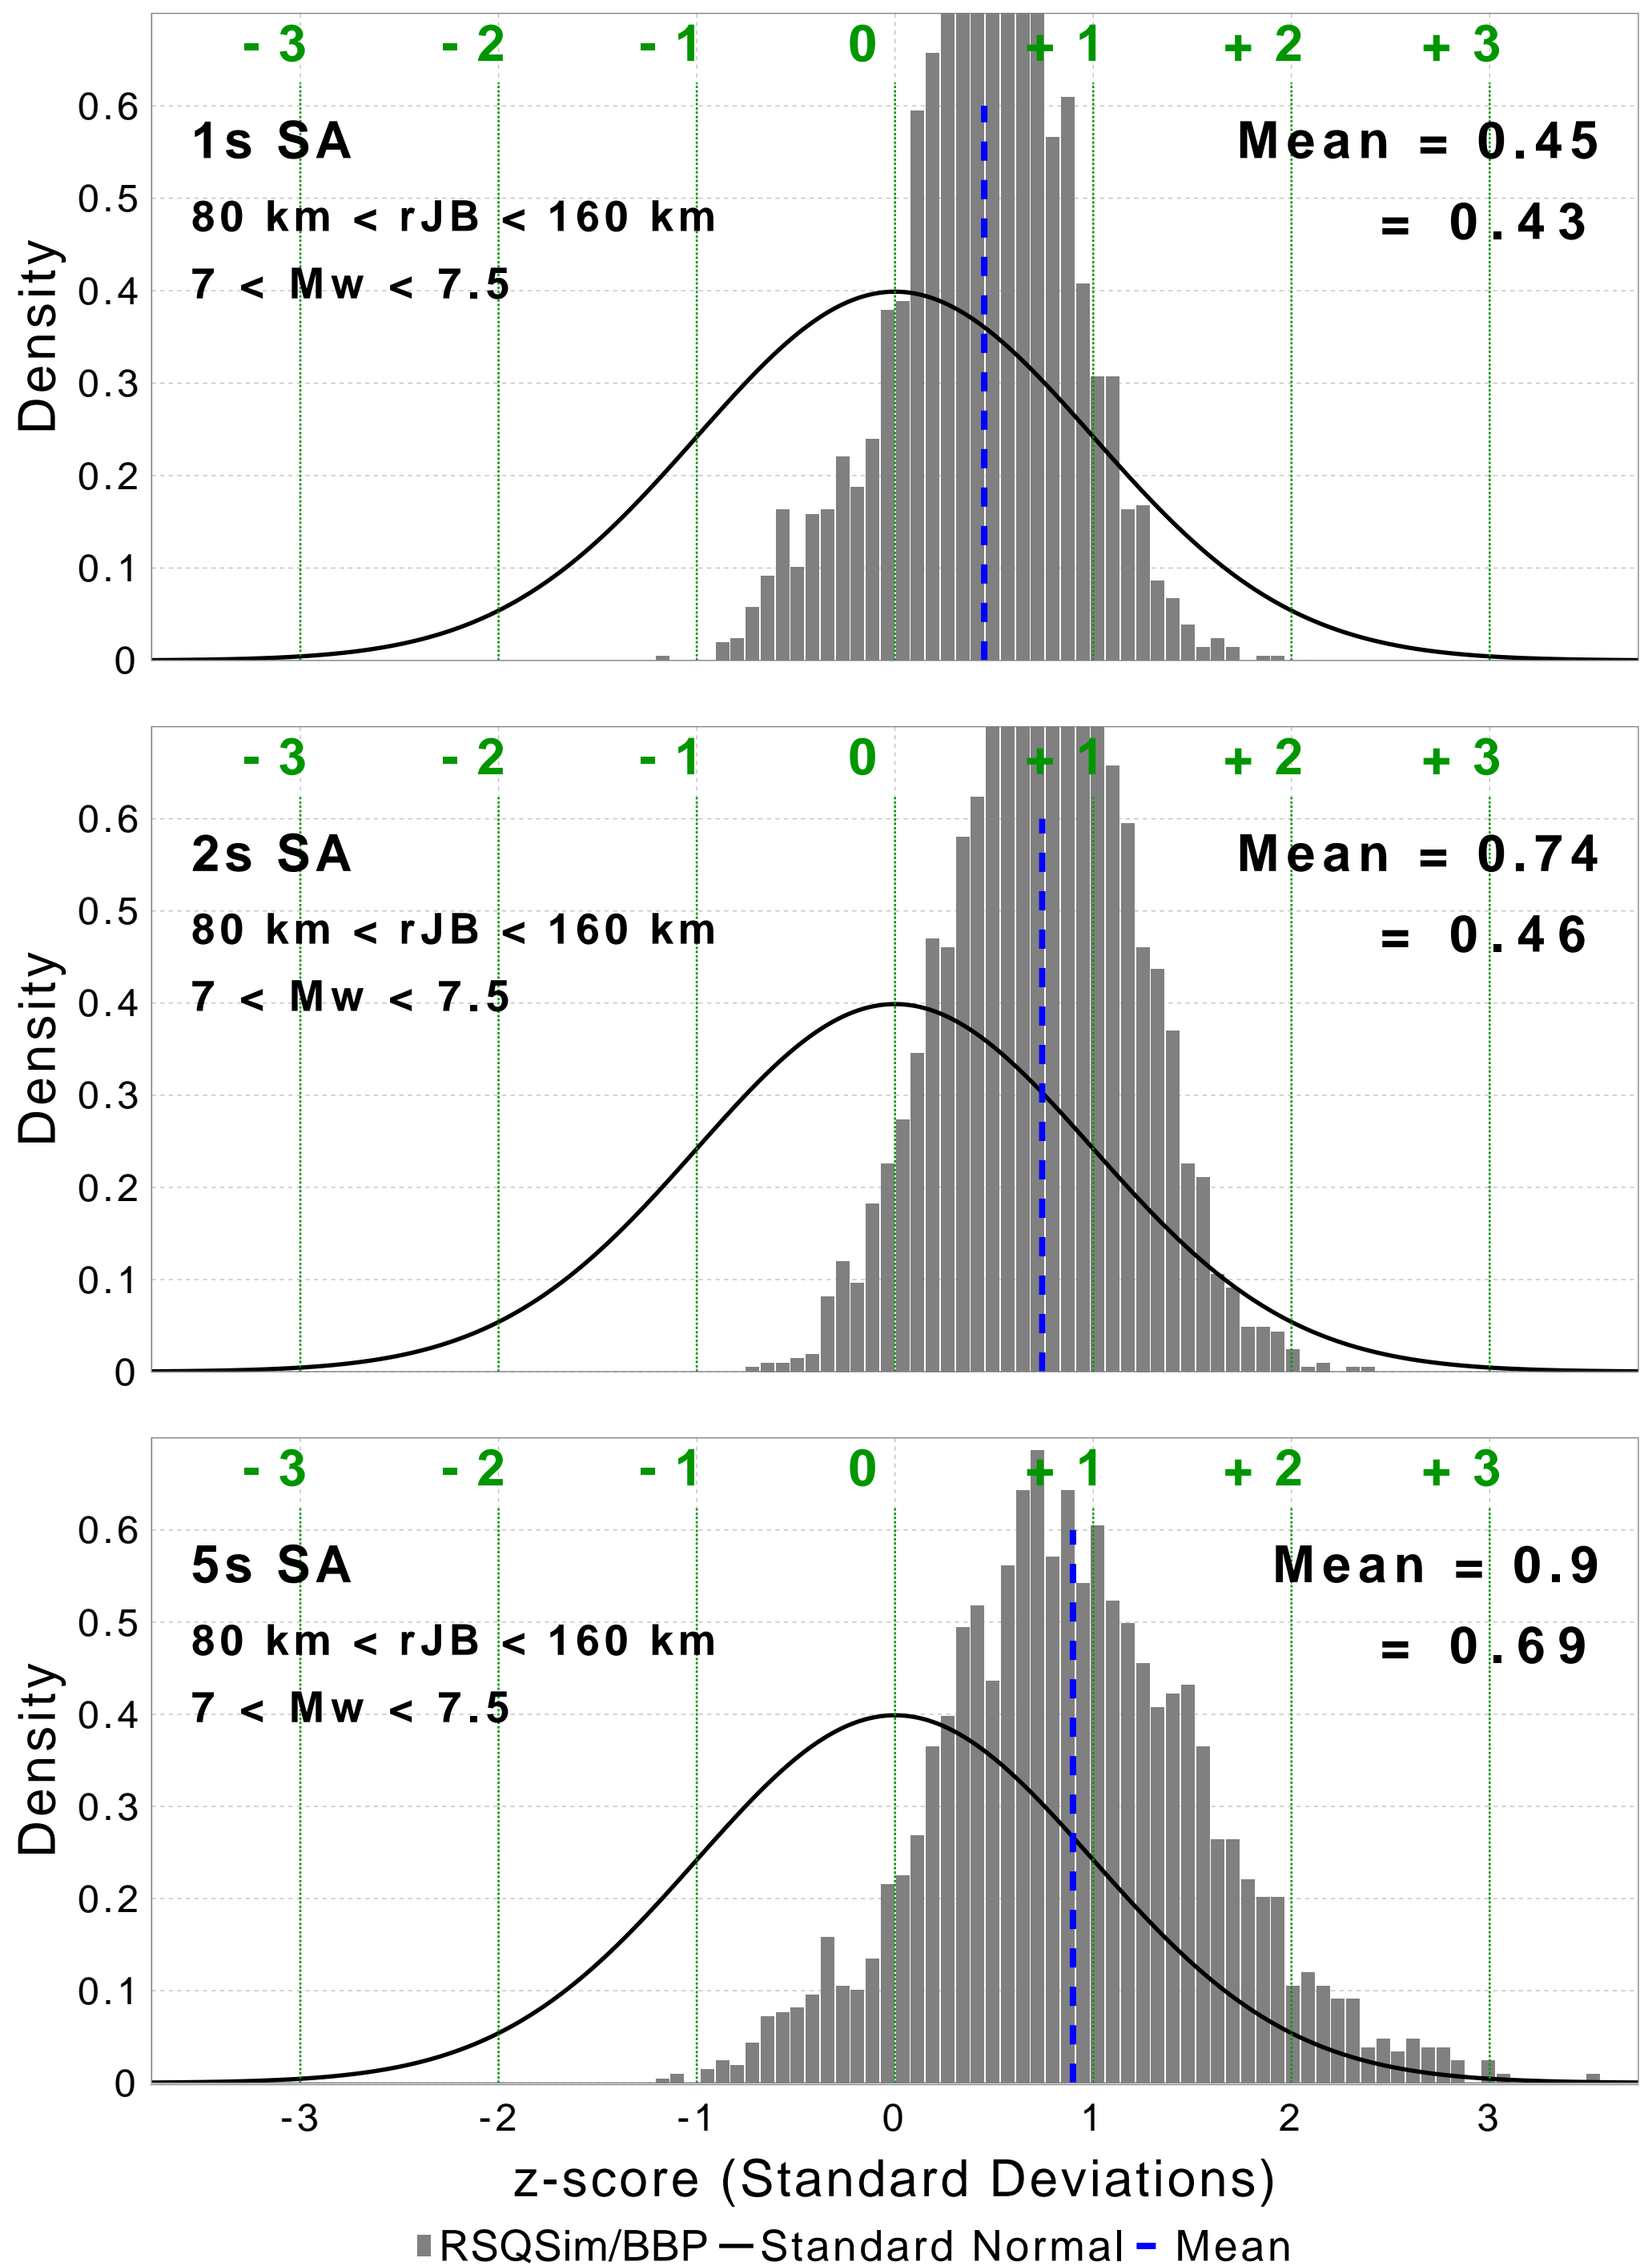 - 3 - 2 - 1 0 + 1 + 2 + 3
0.6
1s SA
Mean = 0.45
0.5
80 km < rJB < 160 km
= 0.43
0.4
7 < Mw < 7.5
0.3
0.2
0.1
0
Density
- 3 - 2 - 1 0 + 1 + 2 + 3
0.6
2s SA
Mean = 0.74
0.5
80 km < rJB < 160 km
= 0.46
0.4
7 < Mw < 7.5
0.3
0.2
0.1
0
Density
- 3 - 2 - 1 0 + 1 + 2 + 3
0.6
5s SA
Mean = 0.9
0.5
80 km < rJB < 160 km
= 0.69
0.4
7 < Mw < 7.5
0.3
0.2
0.1
0
Density
-3 -2 -1 0 1 2 3
z-score (Standard Deviations)
RSQSim/BBP Standard Normal Mean